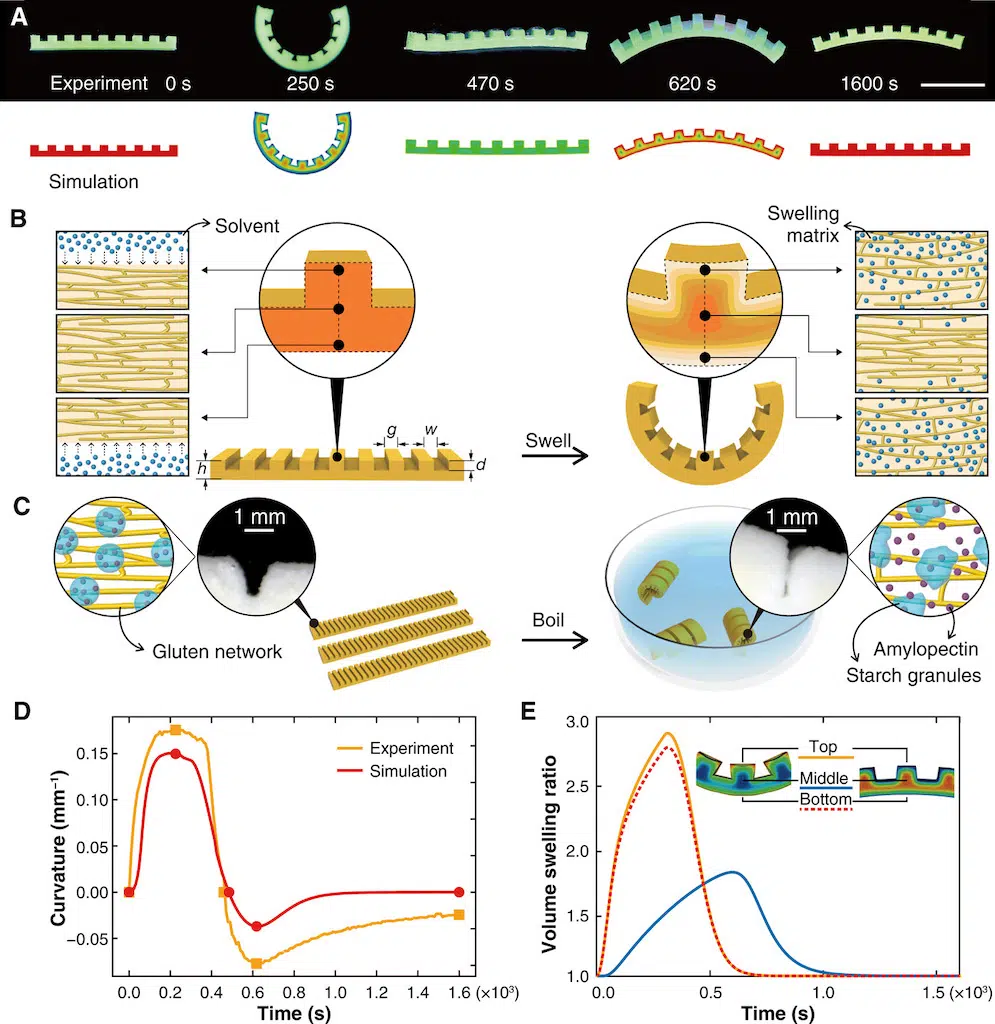 A
Experiment 0 s
250 s
470 s
620 s
1600 s
Simulation
B
Solvent
Swelling
matrix
g
w
h
d
Swell
C
1 mm
1 mm
Boil
Gluten network
Amylopectin
Starch granules
D
Experiment
Simulation
0.15
0.10
0.05
0.00
−0.05
Curvature (mm⁻¹)
0.0 0.2 0.4 0.6 0.8 1.0 1.2 1.4 1.6 (×10³)
Time (s)
E
3.0
2.5
2.0
1.5
1.0
Volume swelling ratio
Top
Middle
Bottom
0.0 0.5 1.0 1.5 (×10³)
Time (s)